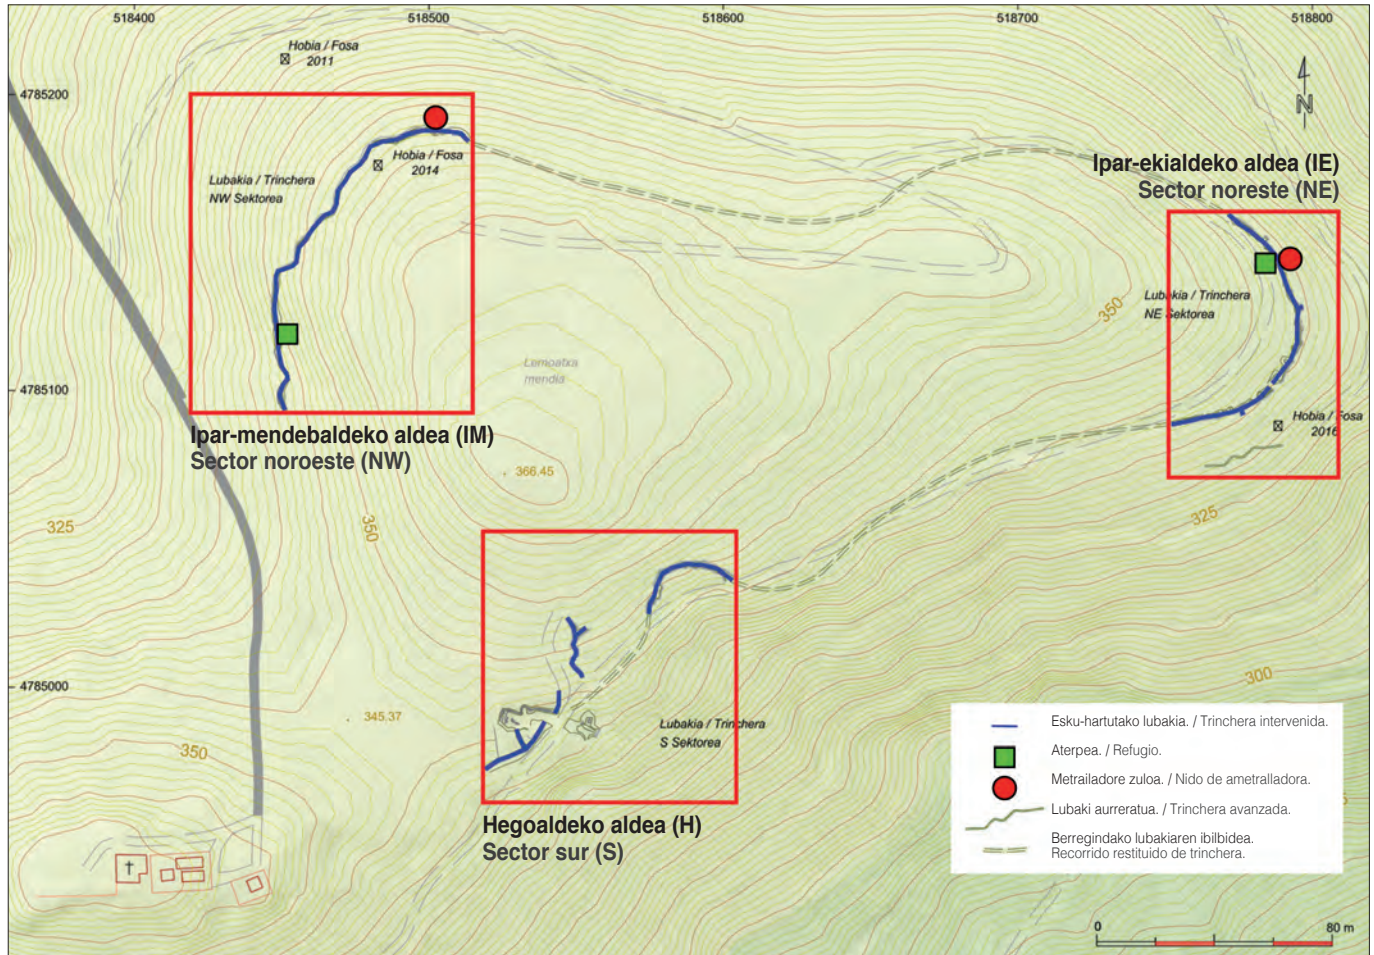 518400
518500
518600
518700
518800
Hobia / Fosa
2011
4785200
N
Hobia / Fosa
2014
Lubakia / Trinchera
NW Sektorea
Ipar-ekialdeko aldea (IE)
Sector noreste (NE)
Lubakia / Trinchera
NE Sektorea
350
Lemoatxa
mendia
4785100
Hobia / Fosa
2016
Ipar-mendebaldeko aldea (IM)
Sector noroeste (NW)
366.45
325
350
325
4785000
300
345.37
350
Lubakia / Trinchera
S Sektorea
Hegoaldeko aldea (H)
Sector sur (S)
Esku-hartutako lubakia. / Trinchera intervenida.
Aterpea. / Refugio.
Metrailadore zuloa. / Nido de ametralladora.
Lubaki aurreratua. / Trinchera avanzada.
Berregindako lubakiaren ibilbidea.
Recorrido restituido de trinchera.
0
80 m